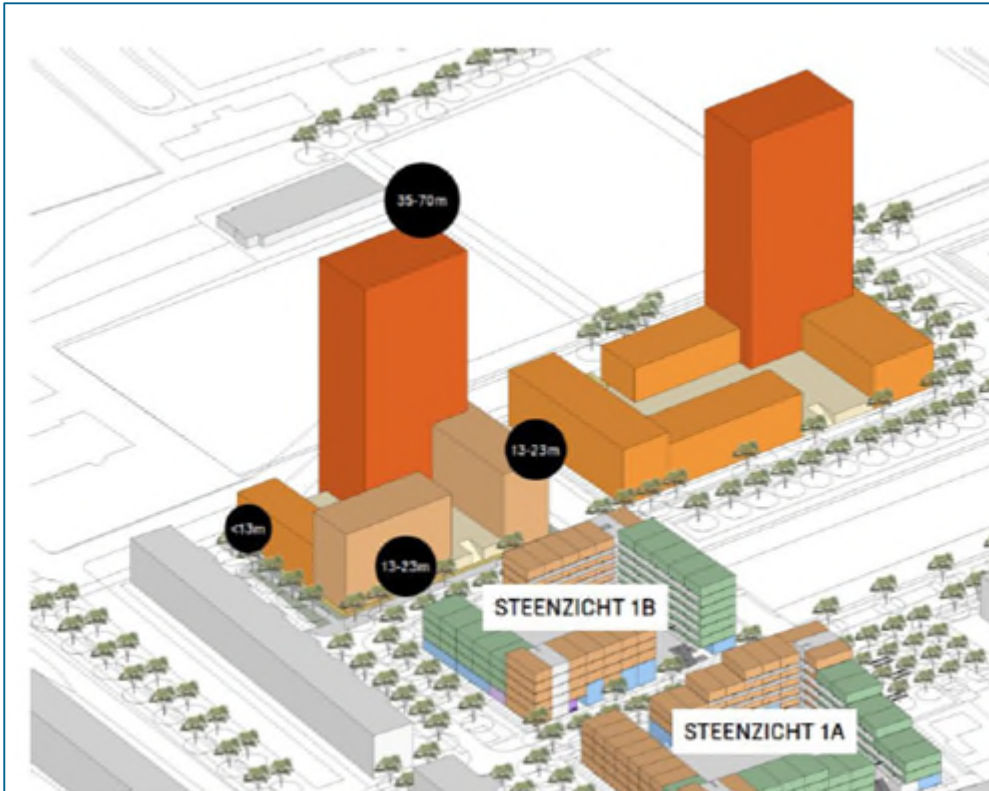 35-70m
13-23m
<13m
13-23m
STEENZICHT 1B
STEENZICHT 1A